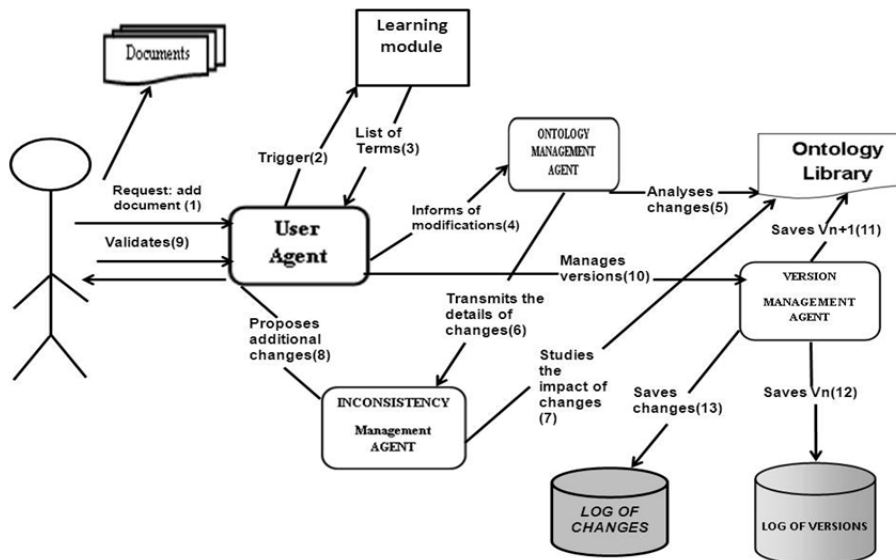 Documents
Learning
module
Trigger(2)
List of
Terms(3)
ONTOLOGY
MANAGEMENT
AGENT
Ontology
Library
Request: add
document (1)
User
Agent
Informs of
modifications(4)
Analyses
changes(5)
Saves Vn+1(11)
Validates(9)
Manages
versions(10)
VERSION
MANAGEMENT
AGENT
Proposes
additional
changes(8)
Transmits the
details of
changes(6)
Studies
the
impact of
changes
(7)
INCONSISTENCY
Management
AGENT
Saves
changes(13)
Saves Vn(12)
LOG OF
CHANGES
LOG OF VERSIONS